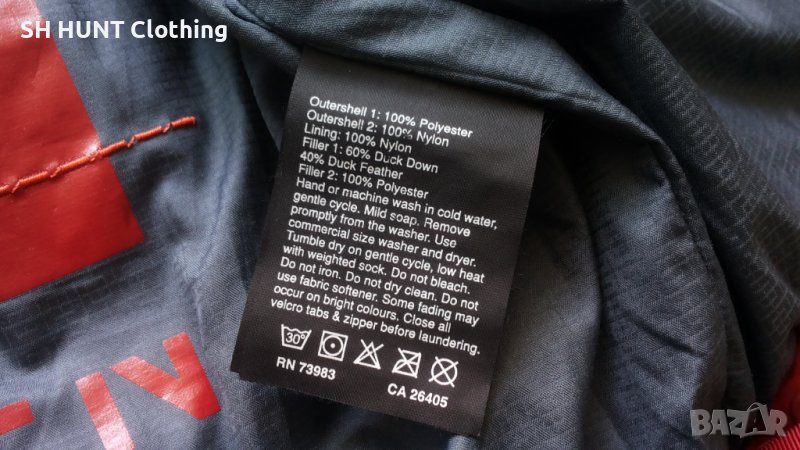 SH HUNT Clothing
Outershell 1: 100% Polyester
Outershell 2: 100% Nylon
Lining: 100% Nylon
Filler 1: 60% Duck Down
40% Duck Feather
Filler 2: 100% Polyester
Hand or machine wash in cold water,
gentle cycle. Mild soap. Remove
promptly from the washer. Use
commercial size washer and dryer.
Tumble dry on gentle cycle, low heat
with weighted sock. Do not bleach.
Do not iron. Do not dry clean. Do not
use fabric softener. Some fading may
occur on bright colours. Close all
velcro tabs & zipper before laundering.
30°
RN 73983
CA 26405
BAZAR